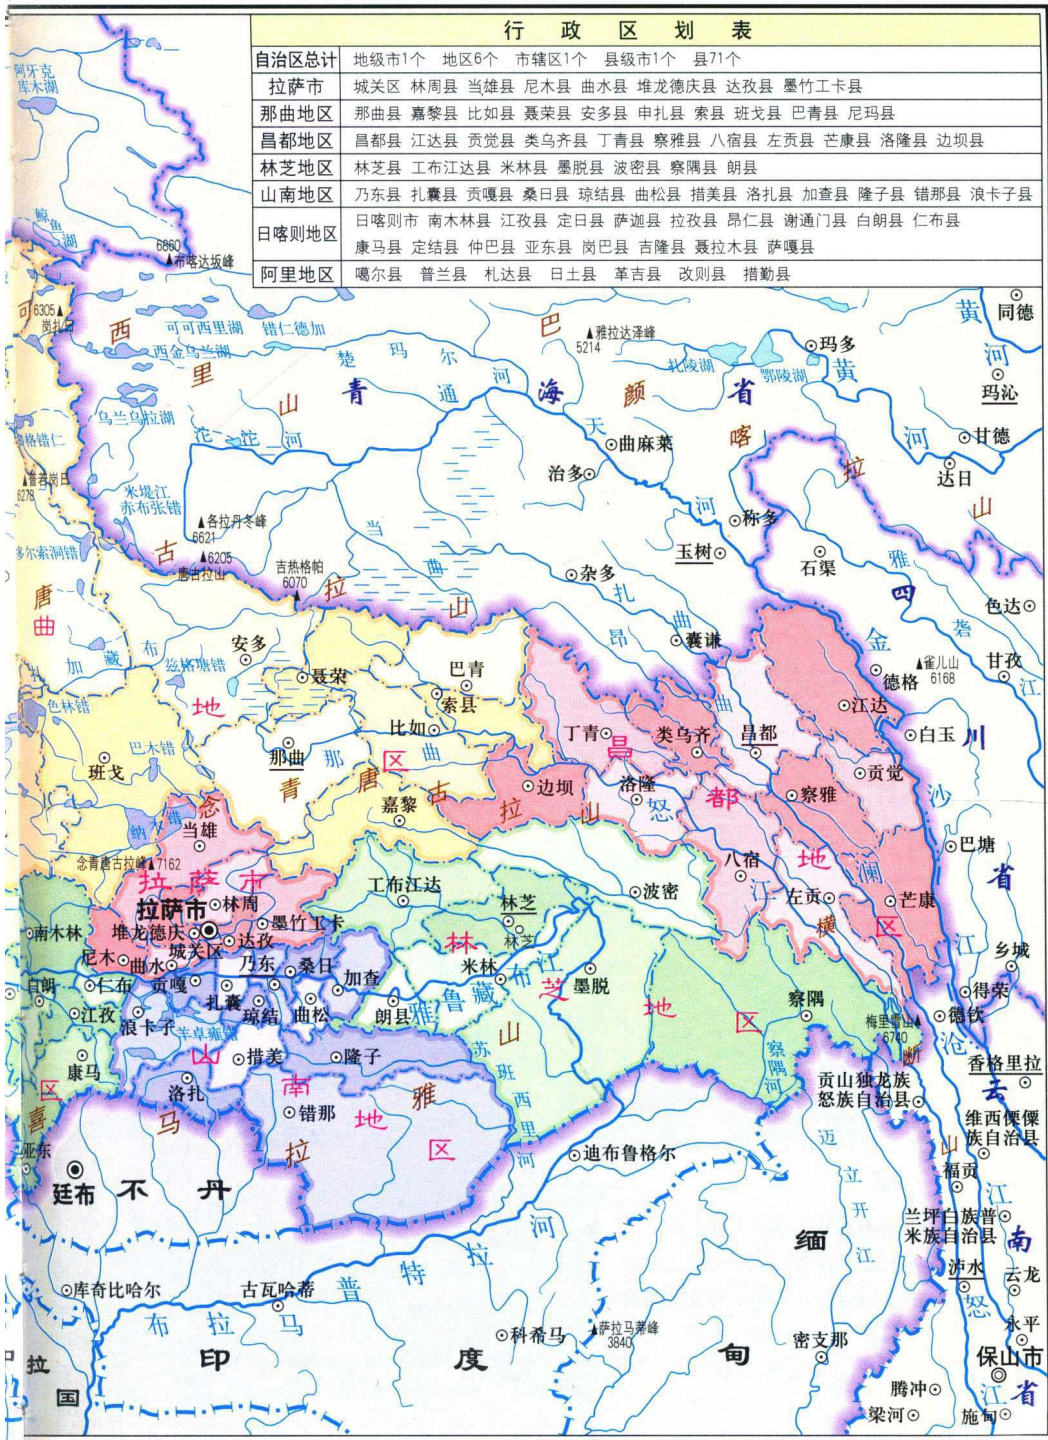 行政区划表
自治区总计 地级市1个 地区6个 市辖区1个 县级市1个 县71个
拉萨市 城关区 林周县 当雄县 尼木县 曲水县 堆龙德庆县 达孜县 墨竹工卡县
那曲地区 那曲县 嘉黎县 比如县 聂荣县 安多县 申扎县 索县 班戈县 巴青县 尼玛县
昌都地区 昌都县 江达县 贡觉县 类乌齐县 丁青县 察雅县 八宿县 左贡县 芒康县 洛隆县 边坝县
林芝地区 林芝县 工布江达县 米林县 墨脱县 波密县 察隅县 朗县
山南地区 乃东县 扎囊县 贡嘎县 桑日县 琼结县 曲松县 措美县 洛扎县 加查县 隆子县 错那县 浪卡子县
日喀则地区 日喀则市 南木林县 江孜县 定日县 萨迦县 拉孜县 昂仁县 谢通门县 白朗县 仁布县
康马县 定结县 仲巴县 亚东县 岗巴县 吉隆县 聂拉木县 萨嘎县
阿里地区 噶尔县 普兰县 札达县 日土县 革吉县 改则县 措勤县
阿牙克
库木湖
鲸鱼湖
6860
布喀达坂峰
6305
岗扎日
可可西里湖
错仁德加
西金乌兰湖
乌兰乌拉湖
可西里山
楚玛尔河
通天河
沱沱河
青海省
巴颜喀拉山
雅拉达泽峰
5214
扎陵湖
鄂陵湖
玛多
黄河
同德
黄河
玛沁
甘德
达日
曲麻莱
治多
称多
玉树
杂多
石渠
色达
囊谦
普若岗日
6278
米堤江
赤布张错
多尔索洞错
各拉丹冬峰
6621
6205
唐古拉山
吉热格帕
6070
唐古拉山
当曲
扎曲
昂曲
雅砻江
四川省
金沙江
雀儿山
6168
德格
甘孜
白玉
巴塘
乡城
得荣
德钦
扎加藏布
兹格塘错
色林错
巴木错
纳木错
安多
聂荣
巴青
索县
比如
那曲
班戈
嘉黎
那曲
那曲地区
念青唐古拉山
念青唐古拉峰 7162
丁青
类乌齐
昌都
江达
贡觉
边坝
洛隆
察雅
八宿
左贡
芒康
昌都地区
怒江
澜沧江
横断山
当雄
拉萨市
拉萨市
林周
墨竹工卡
堆龙德庆
达孜
城关区
尼木
曲水
工布江达
林芝
林芝
波密
米林
墨脱
朗县
察隅
察隅河
林芝地区
雅鲁藏布江
南木林
白朗
仁布
江孜
康马
亚东
乃东
桑日
加查
贡嘎
扎囊
琼结
曲松
浪卡子
羊卓雍错
措美
隆子
洛扎
错那
山南地区
喜马拉雅山
苏班西里河
梅里雪山
6740
香格里拉
贡山独龙族
怒族自治县
维西傈僳
族自治县
福贡
兰坪白族普
米族自治县
泸水
云龙
永平
保山市
腾冲
梁河
施甸
怒江
云南省
廷布
不丹
迪布鲁格尔
迈立开江
缅甸
库奇比哈尔
古瓦哈蒂
布拉马普特拉河
科希马
萨拉马蒂峰
3840
密支那
印度
拉
国